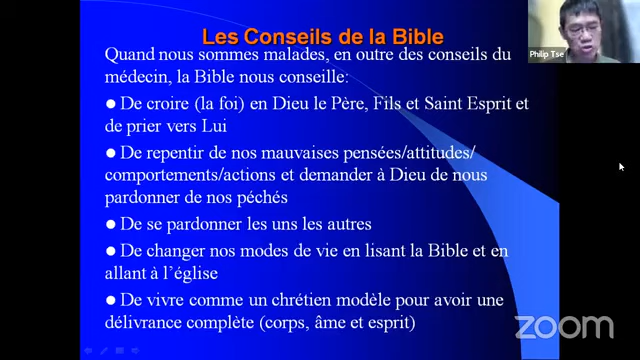 Les Conseils de la Bible
Quand nous sommes malades, en outre des conseils du
médecin, la Bible nous conseille:
● De croire (la foi) en Dieu le Père, Fils et Saint Esprit et
de prier vers Lui
● De repentir de nos mauvaises pensées/attitudes/
comportements/actions et demander à Dieu de nous
pardonner de nos péchés
● De se pardonner les uns les autres
● De changer nos modes de vie en lisant la Bible et en
allant à l’église
● De vivre comme un chrétien modèle pour avoir une
délivrance complète (corps, âme et esprit)
Philip Tse
zoom